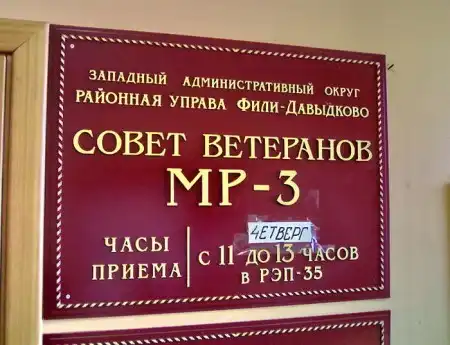 ЗАПАДНЫЙ АДМИНИСТРАТИВНЫЙ ОКРУГ
РАЙОННАЯ УПРАВА ФИЛИ-ДАВЫДКОВО
СОВЕТ ВЕТЕРАНОВ
МР-3
ЧЕТВЕРГ
ЧАСЫ ПРИЕМА
С 11 ДО 13 ЧАСОВ
В РЭП-35